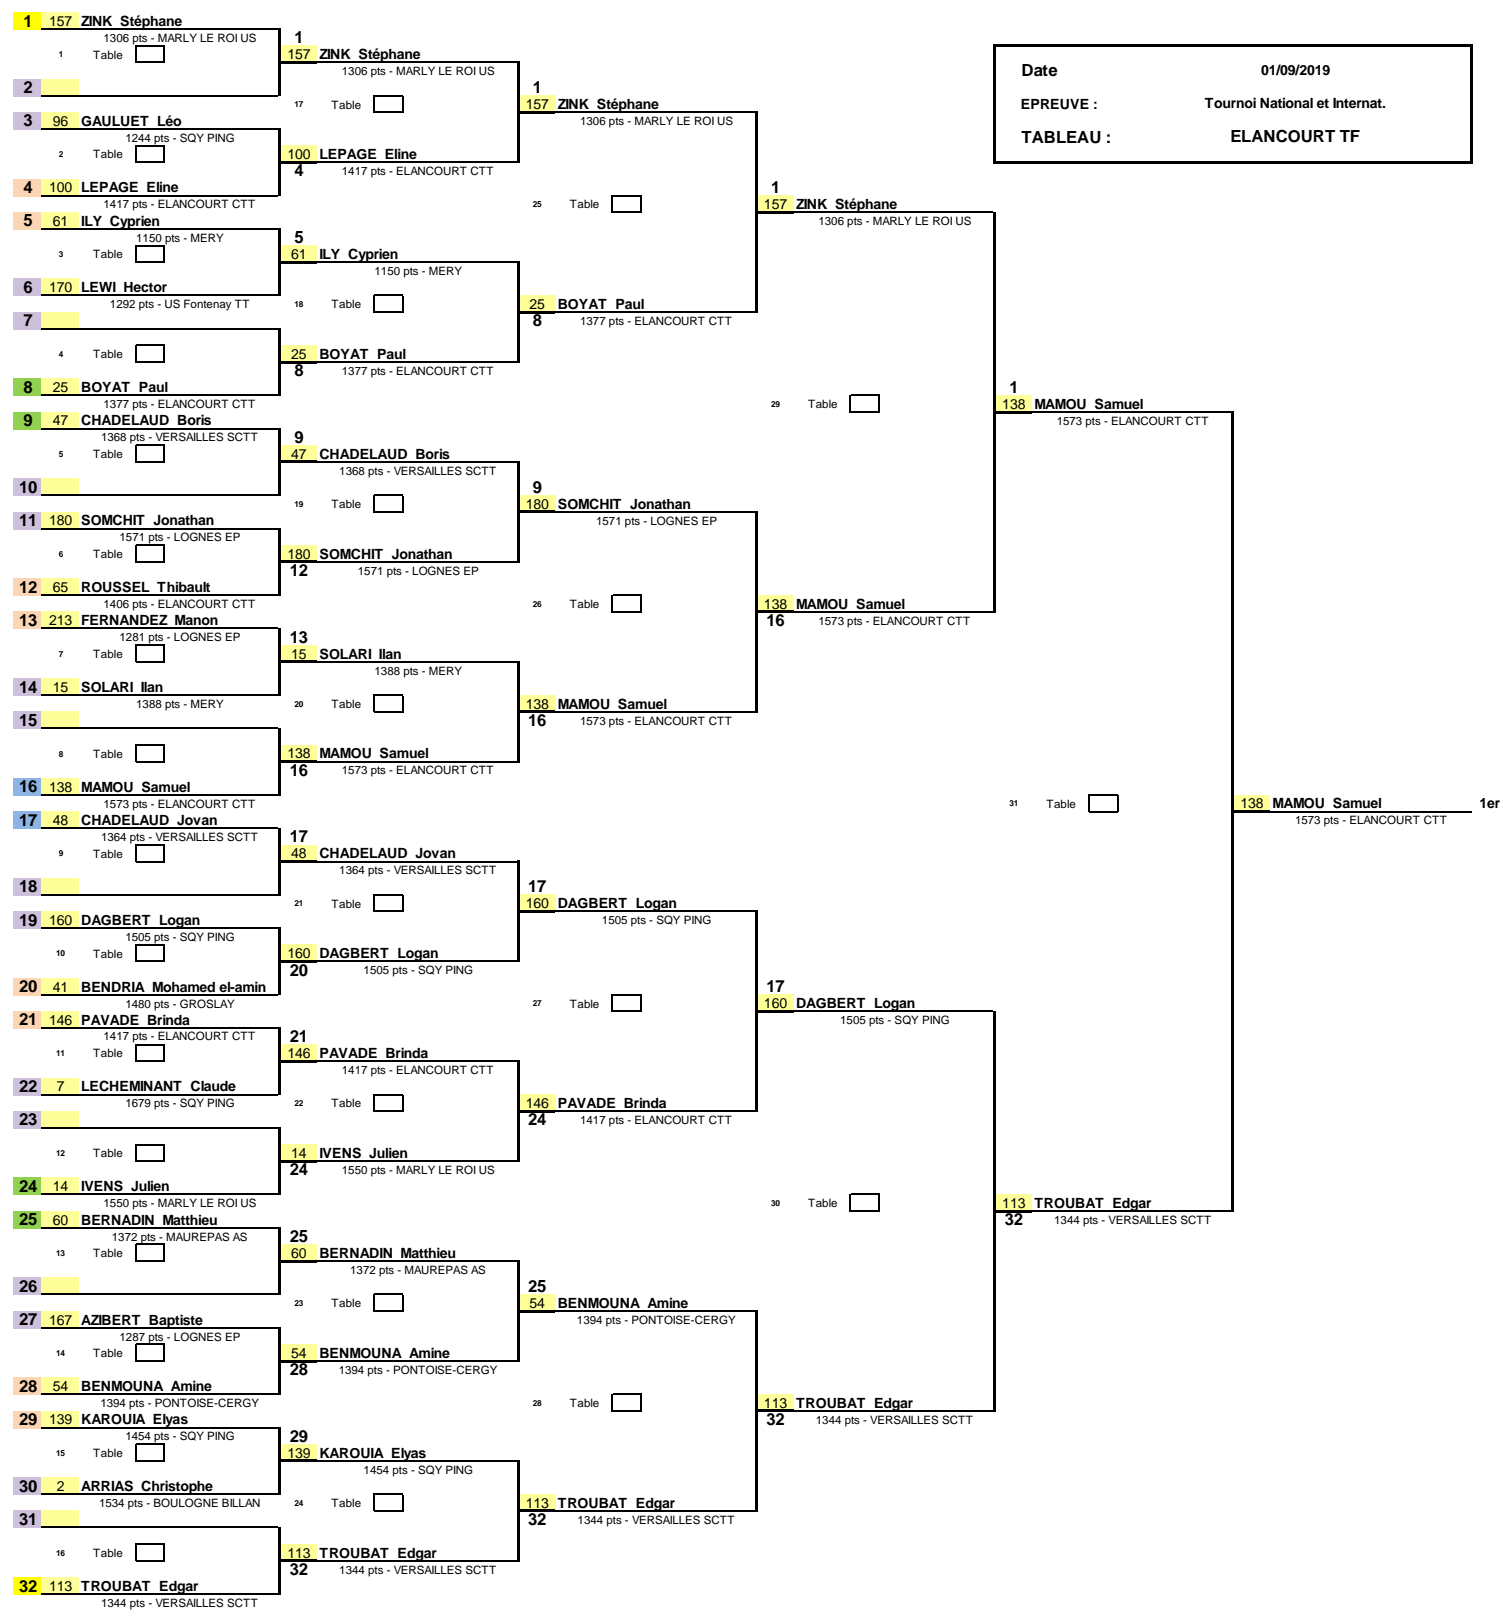 Date 01/09/2019
EPREUVE : Tournoi National et Internat.
TABLEAU : ELANCOURT TF
1 157 ZINK Stéphane
1306 pts - MARLY LE ROI US
1 Table
2
3 96 GAULUET Léo
1244 pts - SQY PING
2 Table
4 100 LEPAGE Eline
1417 pts - ELANCOURT CTT
5 61 ILY Cyprien
1150 pts - MERY
3 Table
6 170 LEWI Hector
1292 pts - US Fontenay TT
7
4 Table
8 25 BOYAT Paul
1377 pts - ELANCOURT CTT
9 47 CHADELAUD Boris
1368 pts - VERSAILLES SCTT
5 Table
10
11 180 SOMCHIT Jonathan
1571 pts - LOGNES EP
6 Table
12 65 ROUSSEL Thibault
1406 pts - ELANCOURT CTT
13 213 FERNANDEZ Manon
1281 pts - LOGNES EP
7 Table
14 15 SOLARI Ilan
1388 pts - MERY
15
8 Table
16 138 MAMOU Samuel
1573 pts - ELANCOURT CTT
17 48 CHADELAUD Jovan
1364 pts - VERSAILLES SCTT
9 Table
18
19 160 DAGBERT Logan
1505 pts - SQY PING
10 Table
20 41 BENDRIA Mohamed el-amin
1480 pts - GROSLAY
21 146 PAVADE Brinda
1417 pts - ELANCOURT CTT
11 Table
22 7 LECHEMINANT Claude
1679 pts - SQY PING
23
12 Table
24 14 IVENS Julien
1550 pts - MARLY LE ROI US
25 60 BERNADIN Matthieu
1372 pts - MAUREPAS AS
13 Table
26
27 167 AZIBERT Baptiste
1287 pts - LOGNES EP
14 Table
28 54 BENMOUNA Amine
1394 pts - PONTOISE-CERGY
29 139 KAROUIA Elyas
1454 pts - SQY PING
15 Table
30 2 ARRIAS Christophe
1534 pts - BOULOGNE BILLAN
31
16 Table
32 113 TROUBAT Edgar
1344 pts - VERSAILLES SCTT
1
157 ZINK Stéphane
1306 pts - MARLY LE ROI US
17 Table
100 LEPAGE Eline
4 1417 pts - ELANCOURT CTT
5
61 ILY Cyprien
1150 pts - MERY
18 Table
25 BOYAT Paul
8 1377 pts - ELANCOURT CTT
9
47 CHADELAUD Boris
1368 pts - VERSAILLES SCTT
19 Table
180 SOMCHIT Jonathan
12 1571 pts - LOGNES EP
13
15 SOLARI Ilan
1388 pts - MERY
20 Table
138 MAMOU Samuel
16 1573 pts - ELANCOURT CTT
17
48 CHADELAUD Jovan
1364 pts - VERSAILLES SCTT
21 Table
160 DAGBERT Logan
20 1505 pts - SQY PING
21
146 PAVADE Brinda
1417 pts - ELANCOURT CTT
22 Table
14 IVENS Julien
24 1550 pts - MARLY LE ROI US
25
60 BERNADIN Matthieu
1372 pts - MAUREPAS AS
23 Table
54 BENMOUNA Amine
28 1394 pts - PONTOISE-CERGY
29
139 KAROUIA Elyas
1454 pts - SQY PING
24 Table
113 TROUBAT Edgar
32 1344 pts - VERSAILLES SCTT
1
157 ZINK Stéphane
1306 pts - MARLY LE ROI US
25 Table
25 BOYAT Paul
8 1377 pts - ELANCOURT CTT
9
180 SOMCHIT Jonathan
1571 pts - LOGNES EP
26 Table
138 MAMOU Samuel
16 1573 pts - ELANCOURT CTT
17
160 DAGBERT Logan
1505 pts - SQY PING
27 Table
146 PAVADE Brinda
24 1417 pts - ELANCOURT CTT
25
54 BENMOUNA Amine
1394 pts - PONTOISE-CERGY
28 Table
113 TROUBAT Edgar
32 1344 pts - VERSAILLES SCTT
1
157 ZINK Stéphane
1306 pts - MARLY LE ROI US
29 Table
138 MAMOU Samuel
16 1573 pts - ELANCOURT CTT
17
160 DAGBERT Logan
1505 pts - SQY PING
30 Table
113 TROUBAT Edgar
32 1344 pts - VERSAILLES SCTT
1
138 MAMOU Samuel
1573 pts - ELANCOURT CTT
31 Table
113 TROUBAT Edgar
32 1344 pts - VERSAILLES SCTT
138 MAMOU Samuel 1er
1573 pts - ELANCOURT CTT